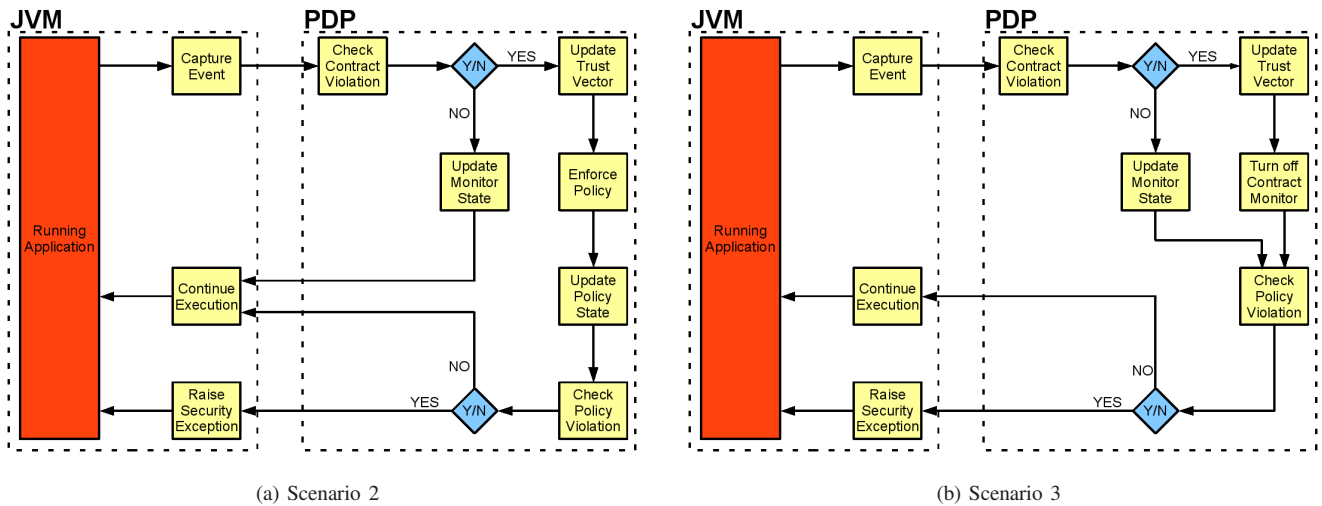 JVM
PDP
Capture
Event
Check
Contract
Violation
Y/N
YES
Update
Trust
Vector
NO
Update
Monitor
State
Enforce
Policy
Running
Application
Continue
Execution
Update
Policy
State
NO
Raise
Security
Exception
YES
Y/N
Check
Policy
Violation
(a) Scenario 2
JVM
PDP
Capture
Event
Check
Contract
Violation
Y/N
YES
Update
Trust
Vector
NO
Update
Monitor
State
Turn off
Contract
Monitor
Running
Application
Continue
Execution
Check
Policy
Violation
NO
Raise
Security
Exception
YES
Y/N
(b) Scenario 3